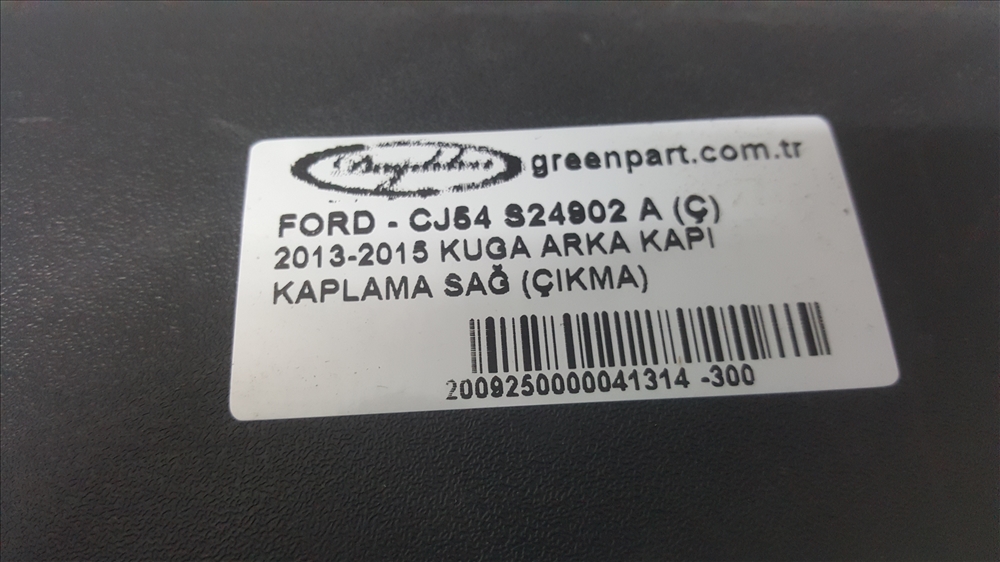 greenpart.com.tr
FORD - CJ54 S24902 A (Ç)
2013-2015 KUGA ARKA KAPI
KAPLAMA SAĞ (ÇIKMA)
2009250000041314 -300